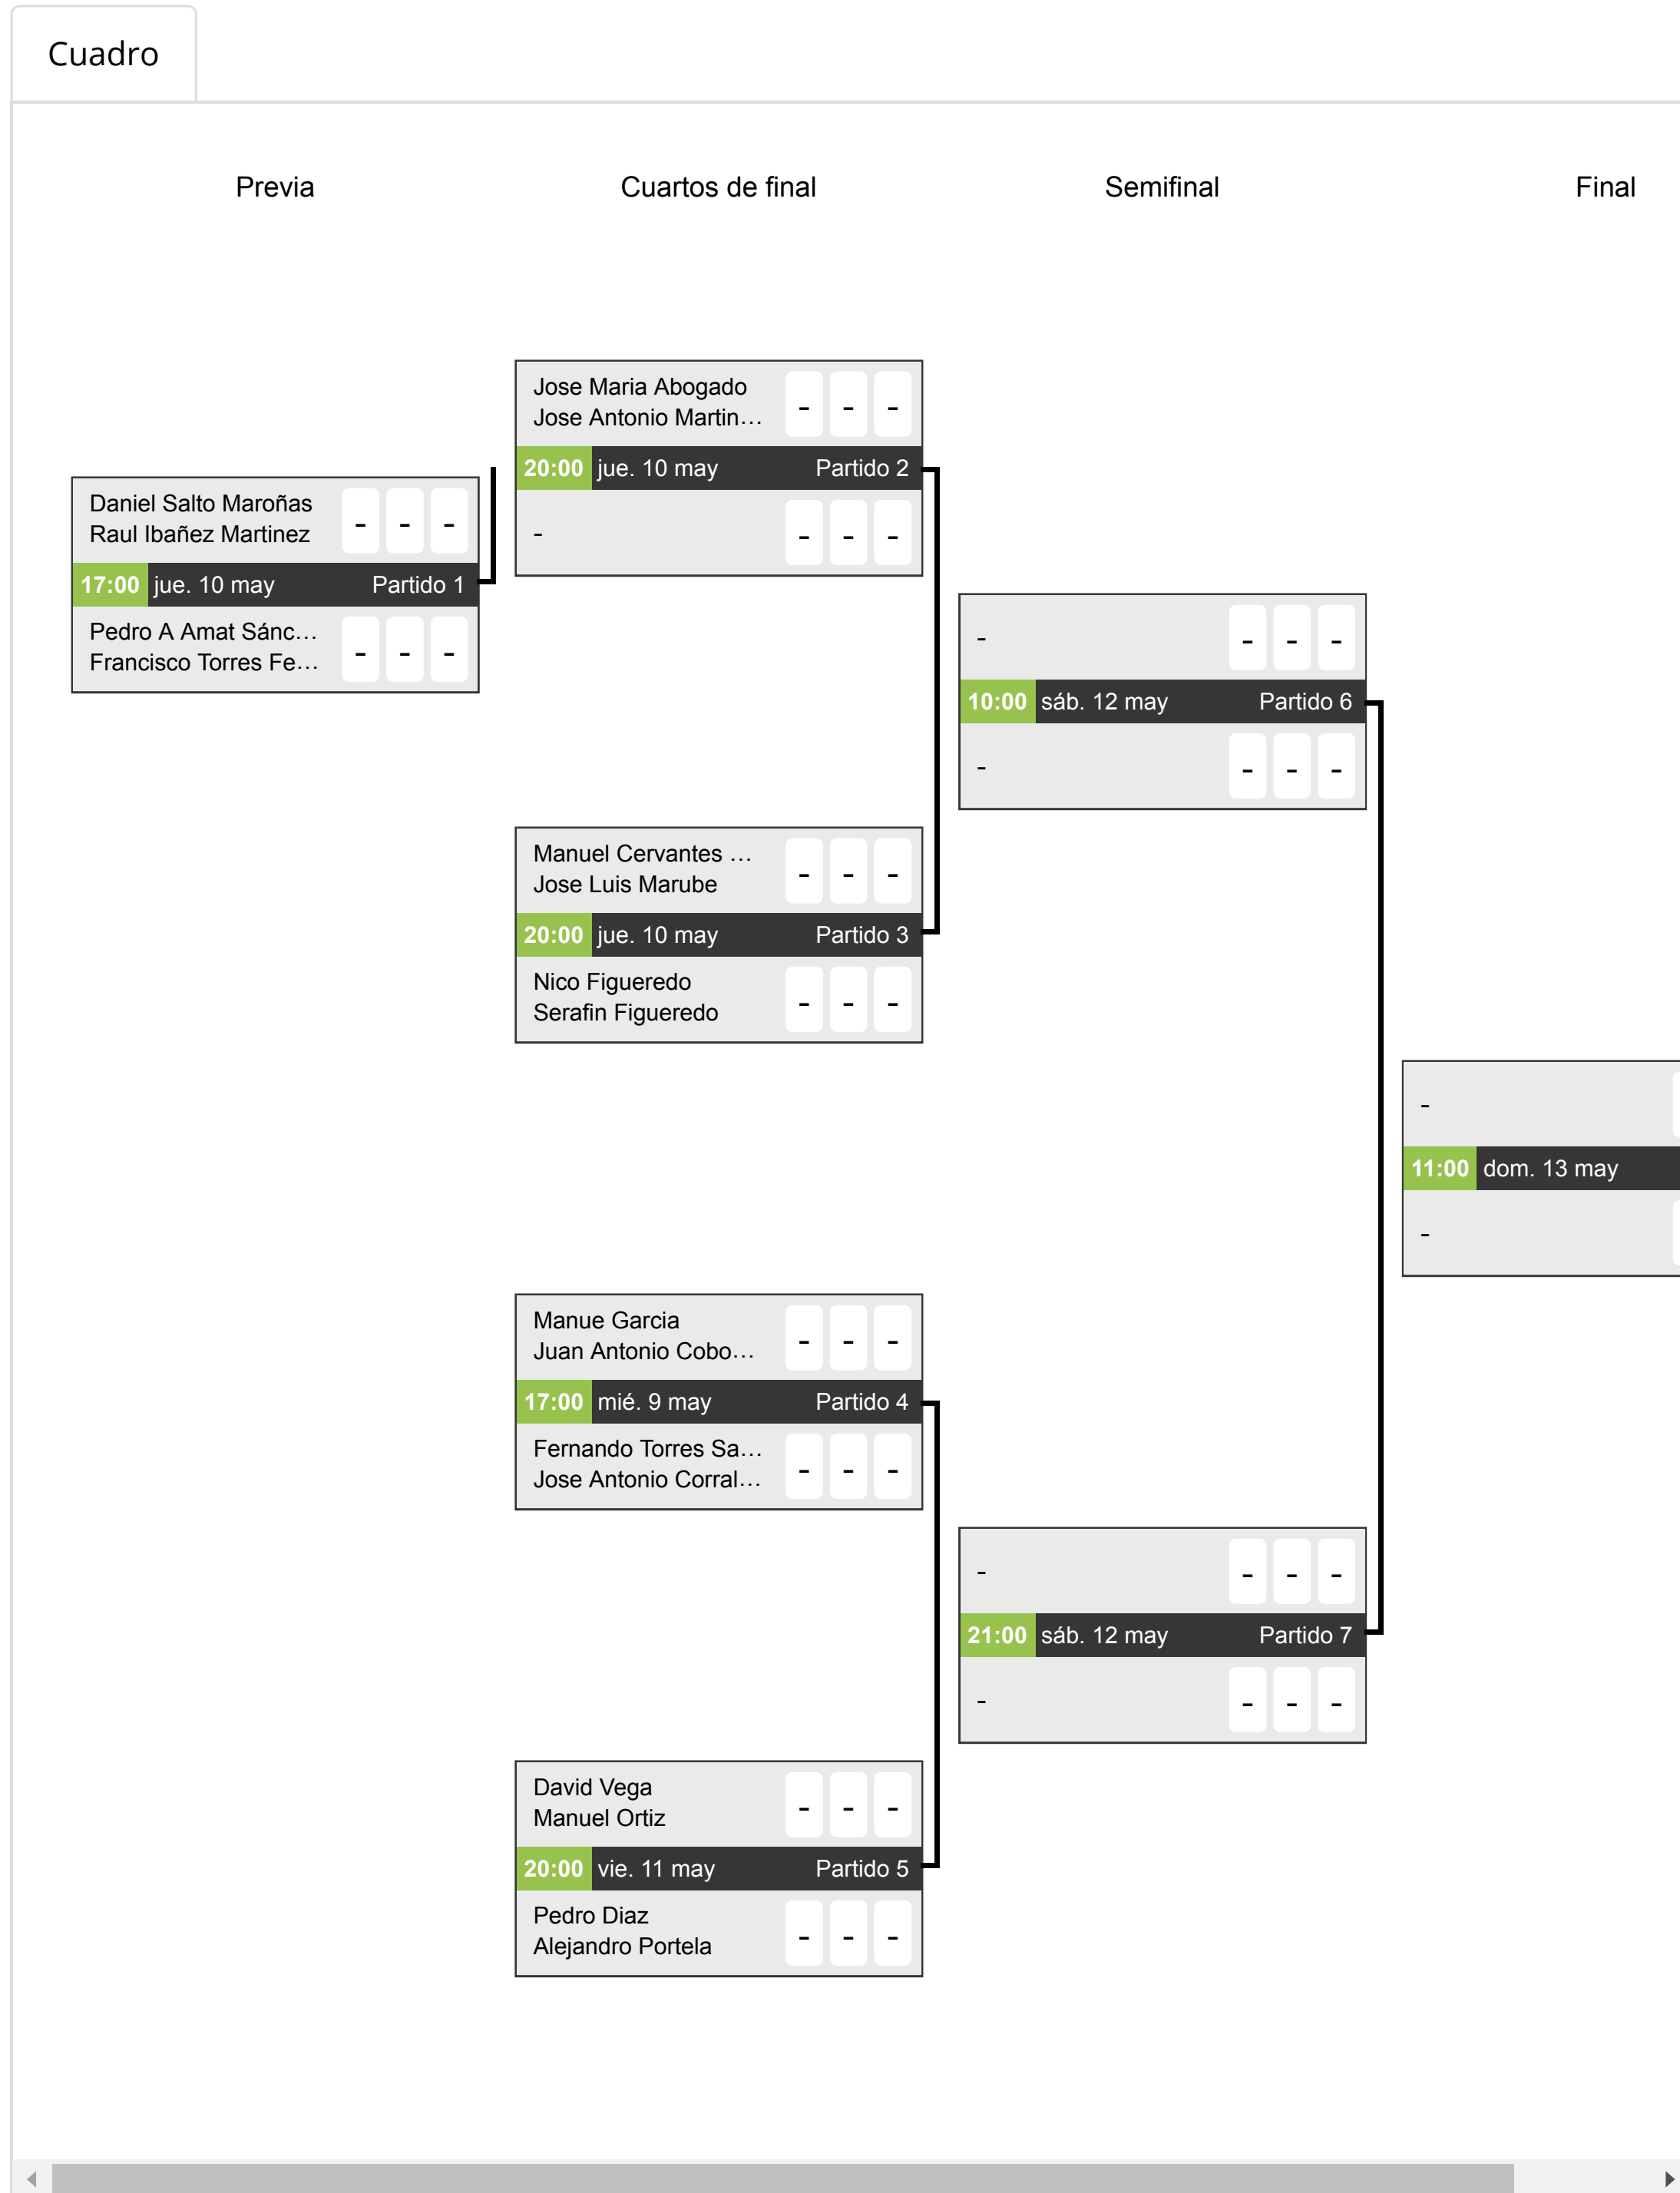 Cuadro
Previa
Cuartos de final
Semifinal
Final
Daniel Salto Maroñas
Raul Ibañez Martinez
- - -
17:00 jue. 10 may Partido 1
Pedro A Amat Sánc...
Francisco Torres Fe...
- - -
Jose Maria Abogado
Jose Antonio Martin...
- - -
20:00 jue. 10 may Partido 2
-
- - -
Manuel Cervantes ...
Jose Luis Marube
- - -
20:00 jue. 10 may Partido 3
Nico Figueredo
Serafin Figueredo
- - -
Manue Garcia
Juan Antonio Cobo...
- - -
17:00 mié. 9 may Partido 4
Fernando Torres Sa...
Jose Antonio Corral...
- - -
David Vega
Manuel Ortiz
- - -
20:00 vie. 11 may Partido 5
Pedro Diaz
Alejandro Portela
- - -
-
- - -
10:00 sáb. 12 may Partido 6
-
- - -
-
- - -
21:00 sáb. 12 may Partido 7
-
- - -
-
11:00 dom. 13 may
-